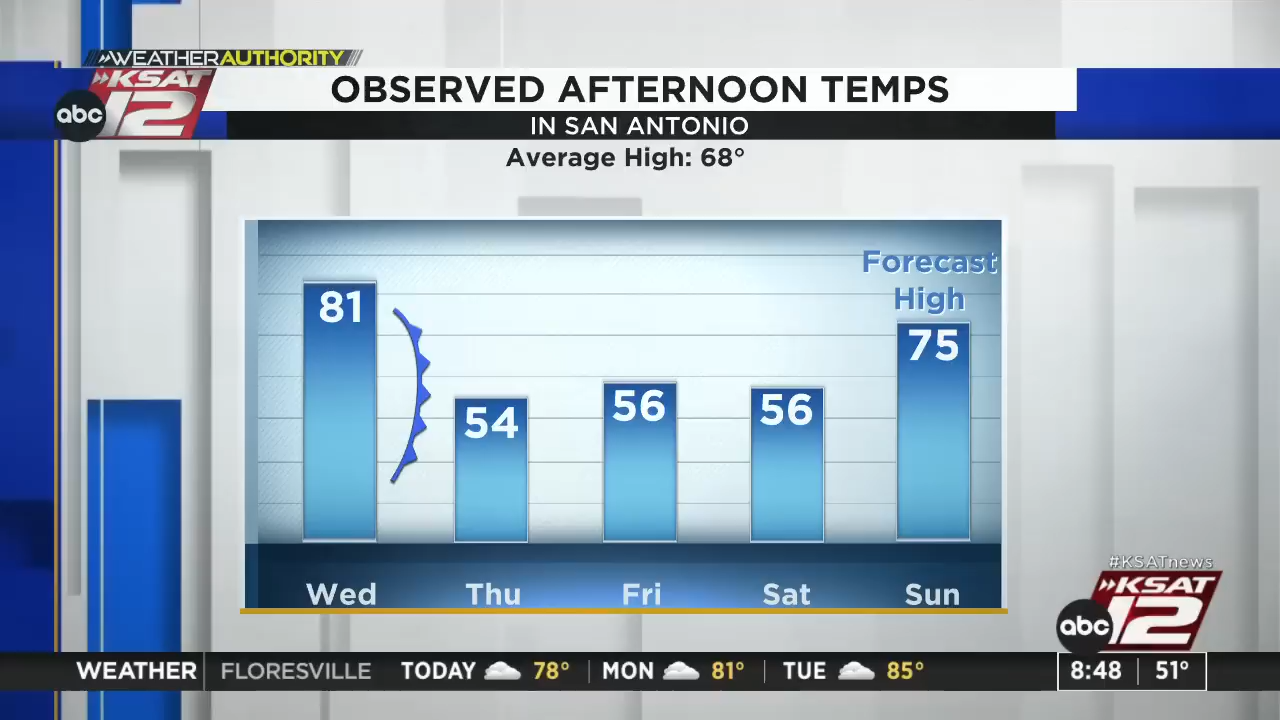 WEATHERAUTHORITY
KSAT
abc 12
OBSERVED AFTERNOON TEMPS
IN SAN ANTONIO
Average High: 68°
Forecast
High
81
54
56
56
75
Wed Thu Fri Sat Sun
#KSATnews
KSAT
abc 12
WEATHER FLORESVILLE TODAY 78° MON 81° TUE 85° 8:48 51°